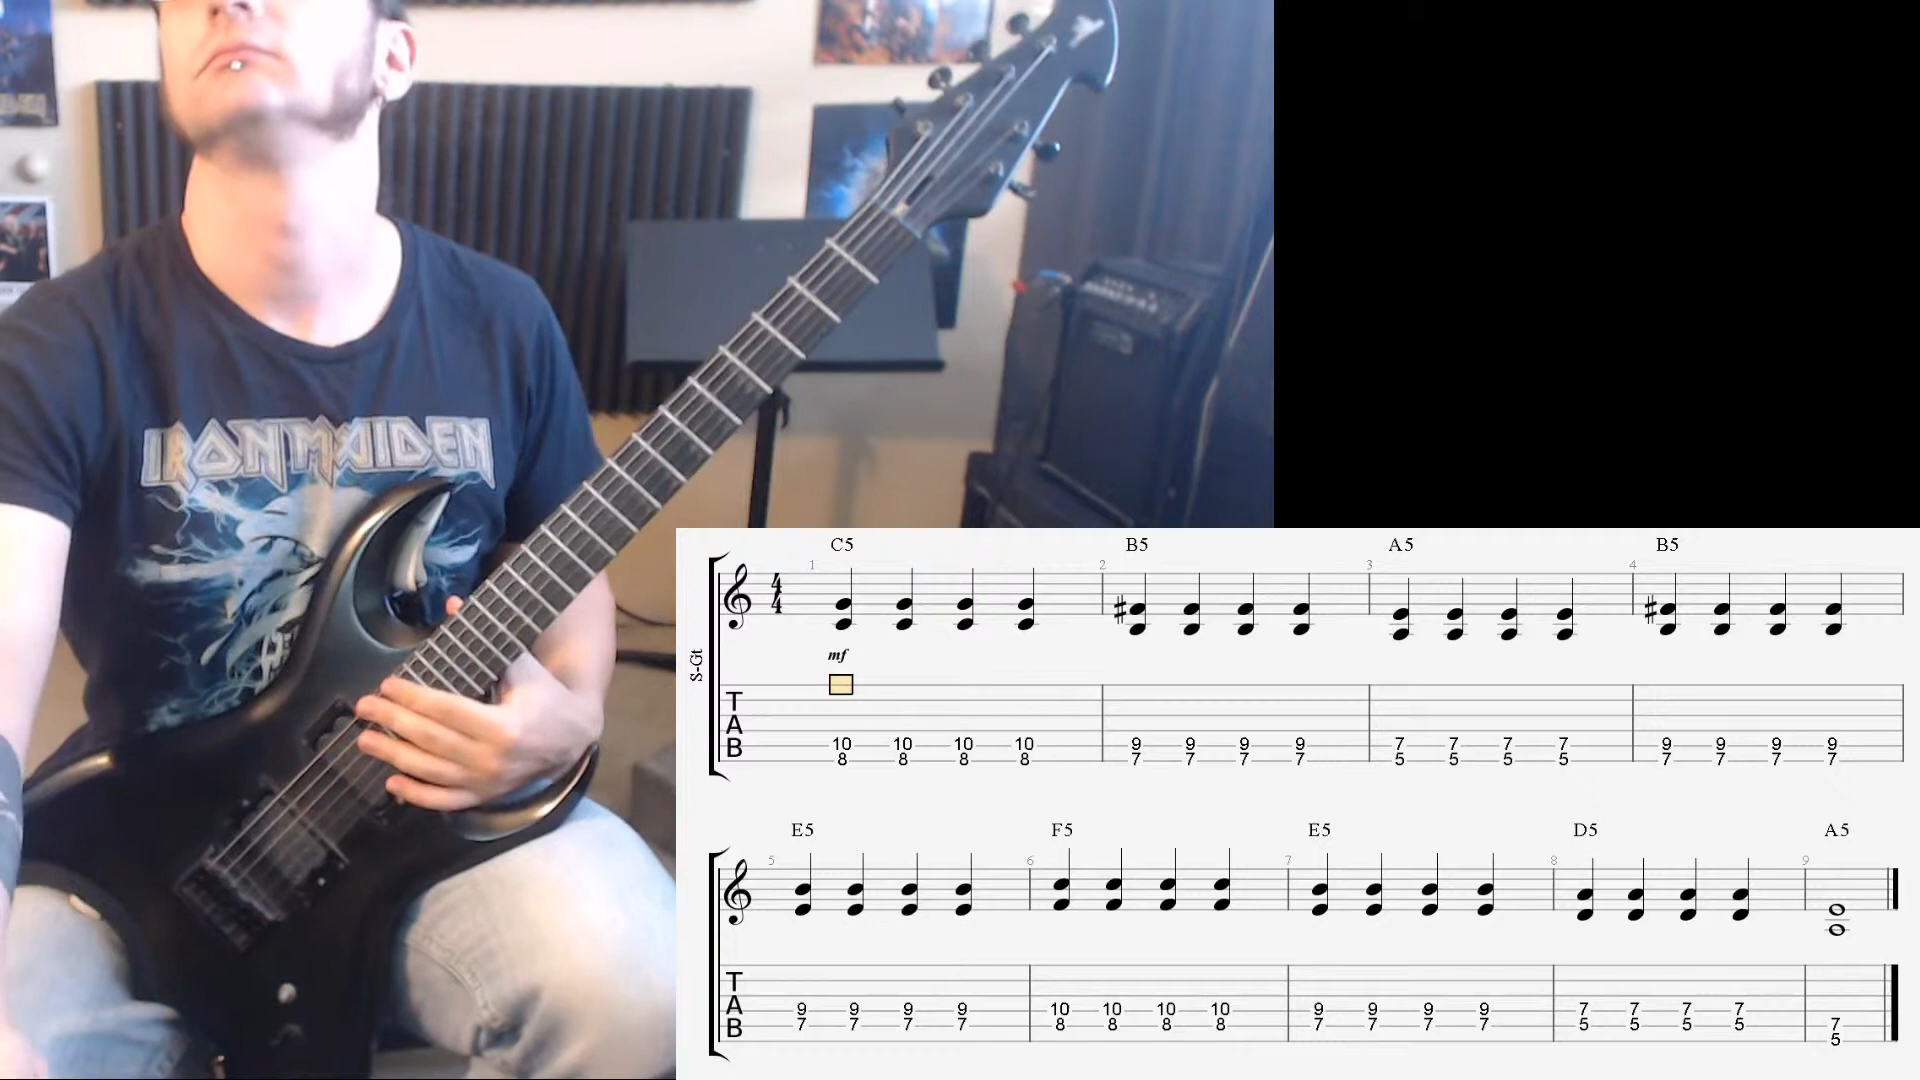 IRON MAIDEN
C5 B5 A5 B5
1 2 3 4
4
4
S-Gt
mf
T
A
B
10 10 10 10 9 9 9 9 7 7 7 7 9 9 9 9
8 8 8 8 7 7 7 7 5 5 5 5 7 7 7 7
E5 F5 E5 D5 A5
5 6 7 8 9
T
A
B
9 9 9 9 10 10 10 10 9 9 9 9 7 7 7 7
7 7 7 7 8 8 8 8 7 7 7 7 5 5 5 5 7
5